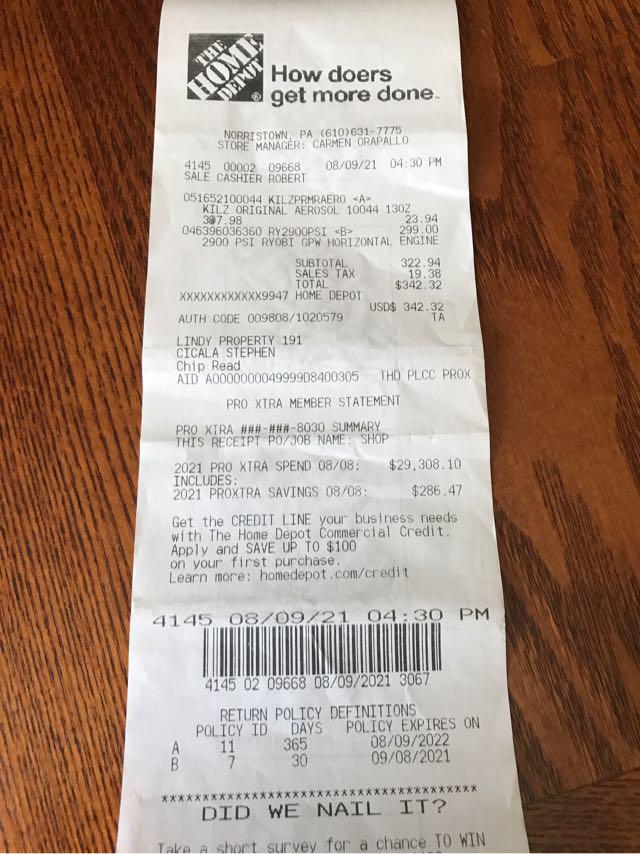 THE
HOME
DEPOT
®
How doers
get more done™
NORRISTOWN, PA (610)631-7775
STORE MANAGER: CARMEN ORAPALLO
4145 00002 09668 08/09/21 04:30 PM
SALE CASHIER ROBERT
051652100044 KILZPRMRAERO <A>
KILZ ORIGINAL AEROSOL 10044 13OZ
3@7.98 23.94
046396036360 RY2900PSI <B> 299.00
2900 PSI RYOBI GPW HORIZONTAL ENGINE
SUBTOTAL 322.94
SALES TAX 19.38
TOTAL $342.32
XXXXXXXXXXXX9947 HOME DEPOT
USD$ 342.32
AUTH CODE 009808/1020579 TA
LINDY PROPERTY 191
CICALA STEPHEN
Chip Read
AID A0000000049999D8400305 THD PLCC PROX
PRO XTRA MEMBER STATEMENT
PRO XTRA ###-###-8030 SUMMARY
THIS RECEIPT PO/JOB NAME: SHOP
2021 PRO XTRA SPEND 08/08: $29,308.10
INCLUDES:
2021 PROXTRA SAVINGS 08/08: $286.47
Get the CREDIT LINE your business needs
with The Home Depot Commercial Credit.
Apply and SAVE UP TO $100
on your first purchase.
Learn more: homedepot.com/credit
4145 08/09/21 04:30 PM
4145 02 09668 08/09/2021 3067
RETURN POLICY DEFINITIONS
POLICY ID DAYS POLICY EXPIRES ON
A 11 365 08/09/2022
B 7 30 09/08/2021
****************************************
DID WE NAIL IT?
Take a short survey for a chance TO WIN